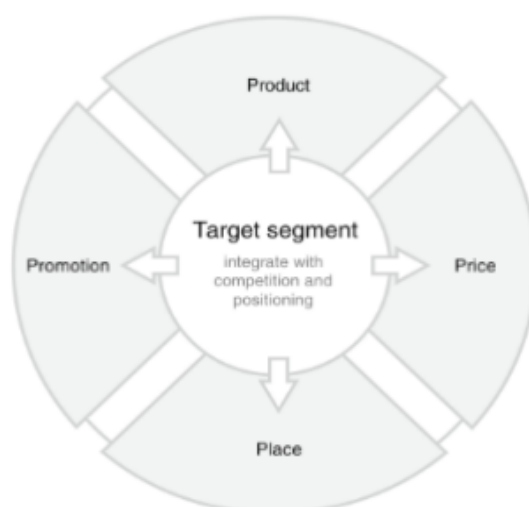 Product
Target segment
integrate with
competition and
positioning
Promotion
Price
Place